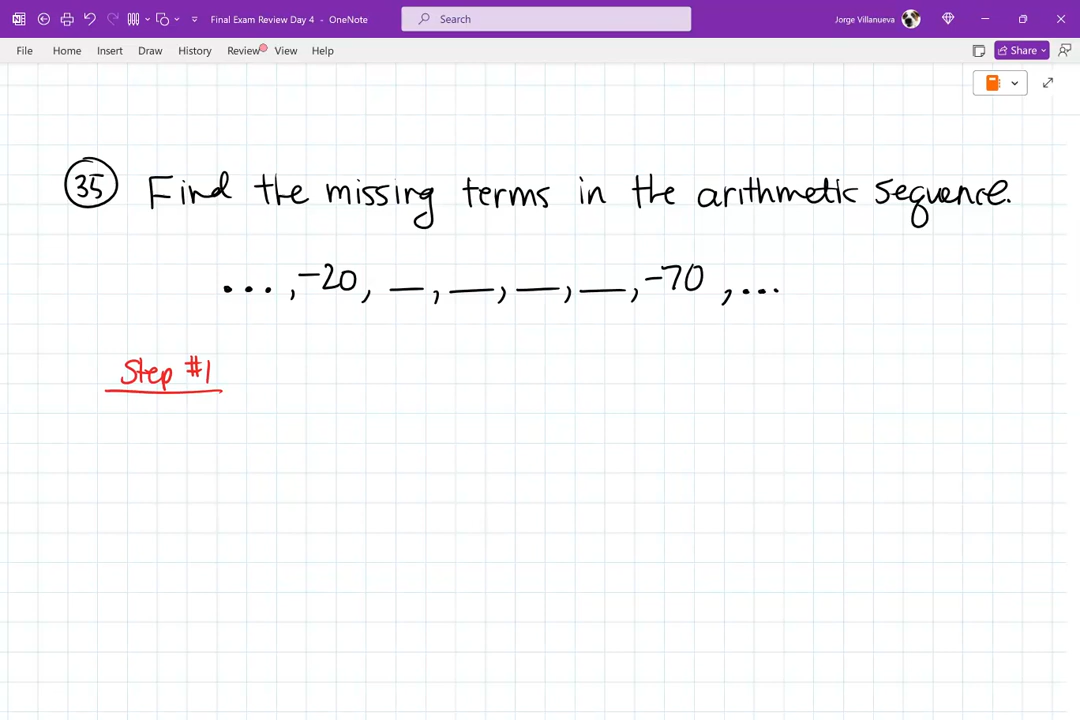 Final Exam Review Day 4 - OneNote
Search
Jorge Villanueva
File Home Insert Draw History Review View Help
Share
35 Find the missing terms in the arithmetic sequence.
..., -20, __, __, __, __, -70, ...
Step #1